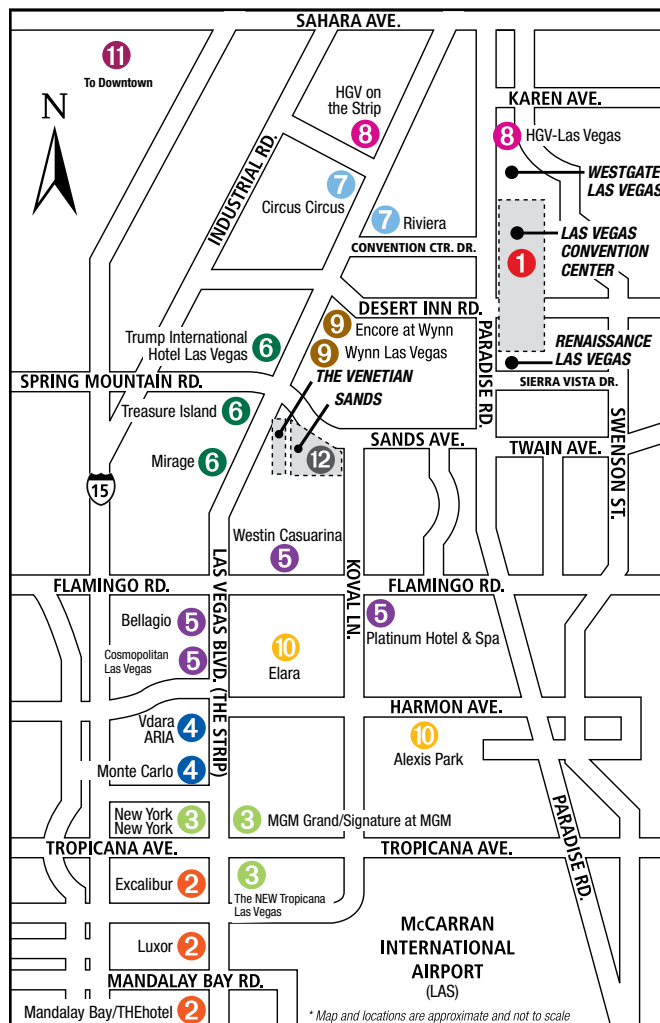 SAHARA AVE.
11
To Downtown
N
HGV on
the Strip
8
KAREN AVE.
8 HGV-Las Vegas
INDUSTRIAL RD.
WESTGATE
LAS VEGAS
7
Circus Circus
7 Riviera
LAS VEGAS
CONVENTION
CENTER
CONVENTION CTR. DR.
1
DESERT INN RD.
9 Encore at Wynn
Trump International
Hotel Las Vegas
6
9 Wynn Las Vegas
PARADISE RD.
RENAISSANCE
LAS VEGAS
SPRING MOUNTAIN RD.
THE VENETIAN
SANDS
SIERRA VISTA DR.
Treasure Island 6
SANDS AVE.
TWAIN AVE.
SWENSON ST.
Mirage 6
12
15
Westin Casuarina
5
LAS VEGAS BLVD. (THE STRIP)
KOVAL LN.
FLAMINGO RD.
FLAMINGO RD.
Bellagio 5
5
Platinum Hotel & Spa
Cosmopolitan
Las Vegas
5
10
Elara
HARMON AVE.
Vdara
ARIA
4
10
Alexis Park
Monte Carlo 4
PARADISE RD.
New York
New York
3
3 MGM Grand/Signature at MGM
TROPICANA AVE.
TROPICANA AVE.
Excalibur 2
3
The NEW Tropicana
Las Vegas
Luxor 2
McCARRAN
INTERNATIONAL
AIRPORT
(LAS)
MANDALAY BAY RD.
Mandalay Bay/THEhotel 2
* Map and locations are approximate and not to scale